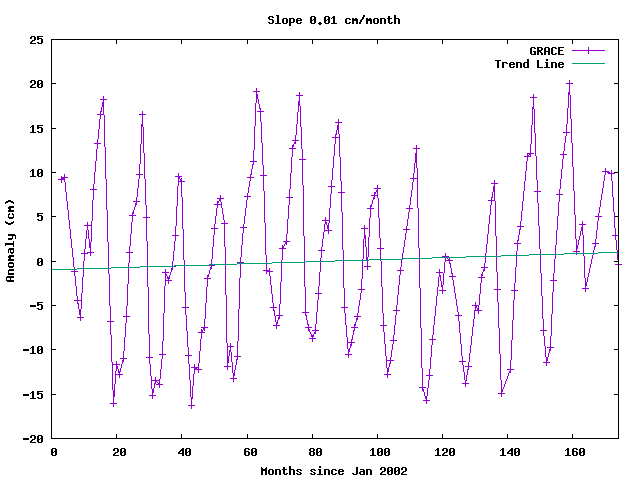 Slope 0.01 cm/month
GRACE
Trend Line
25
20
15
10
5
0
-5
-10
-15
-20
Anomaly (cm)
0 20 40 60 80 100 120 140 160
Months since Jan 2002